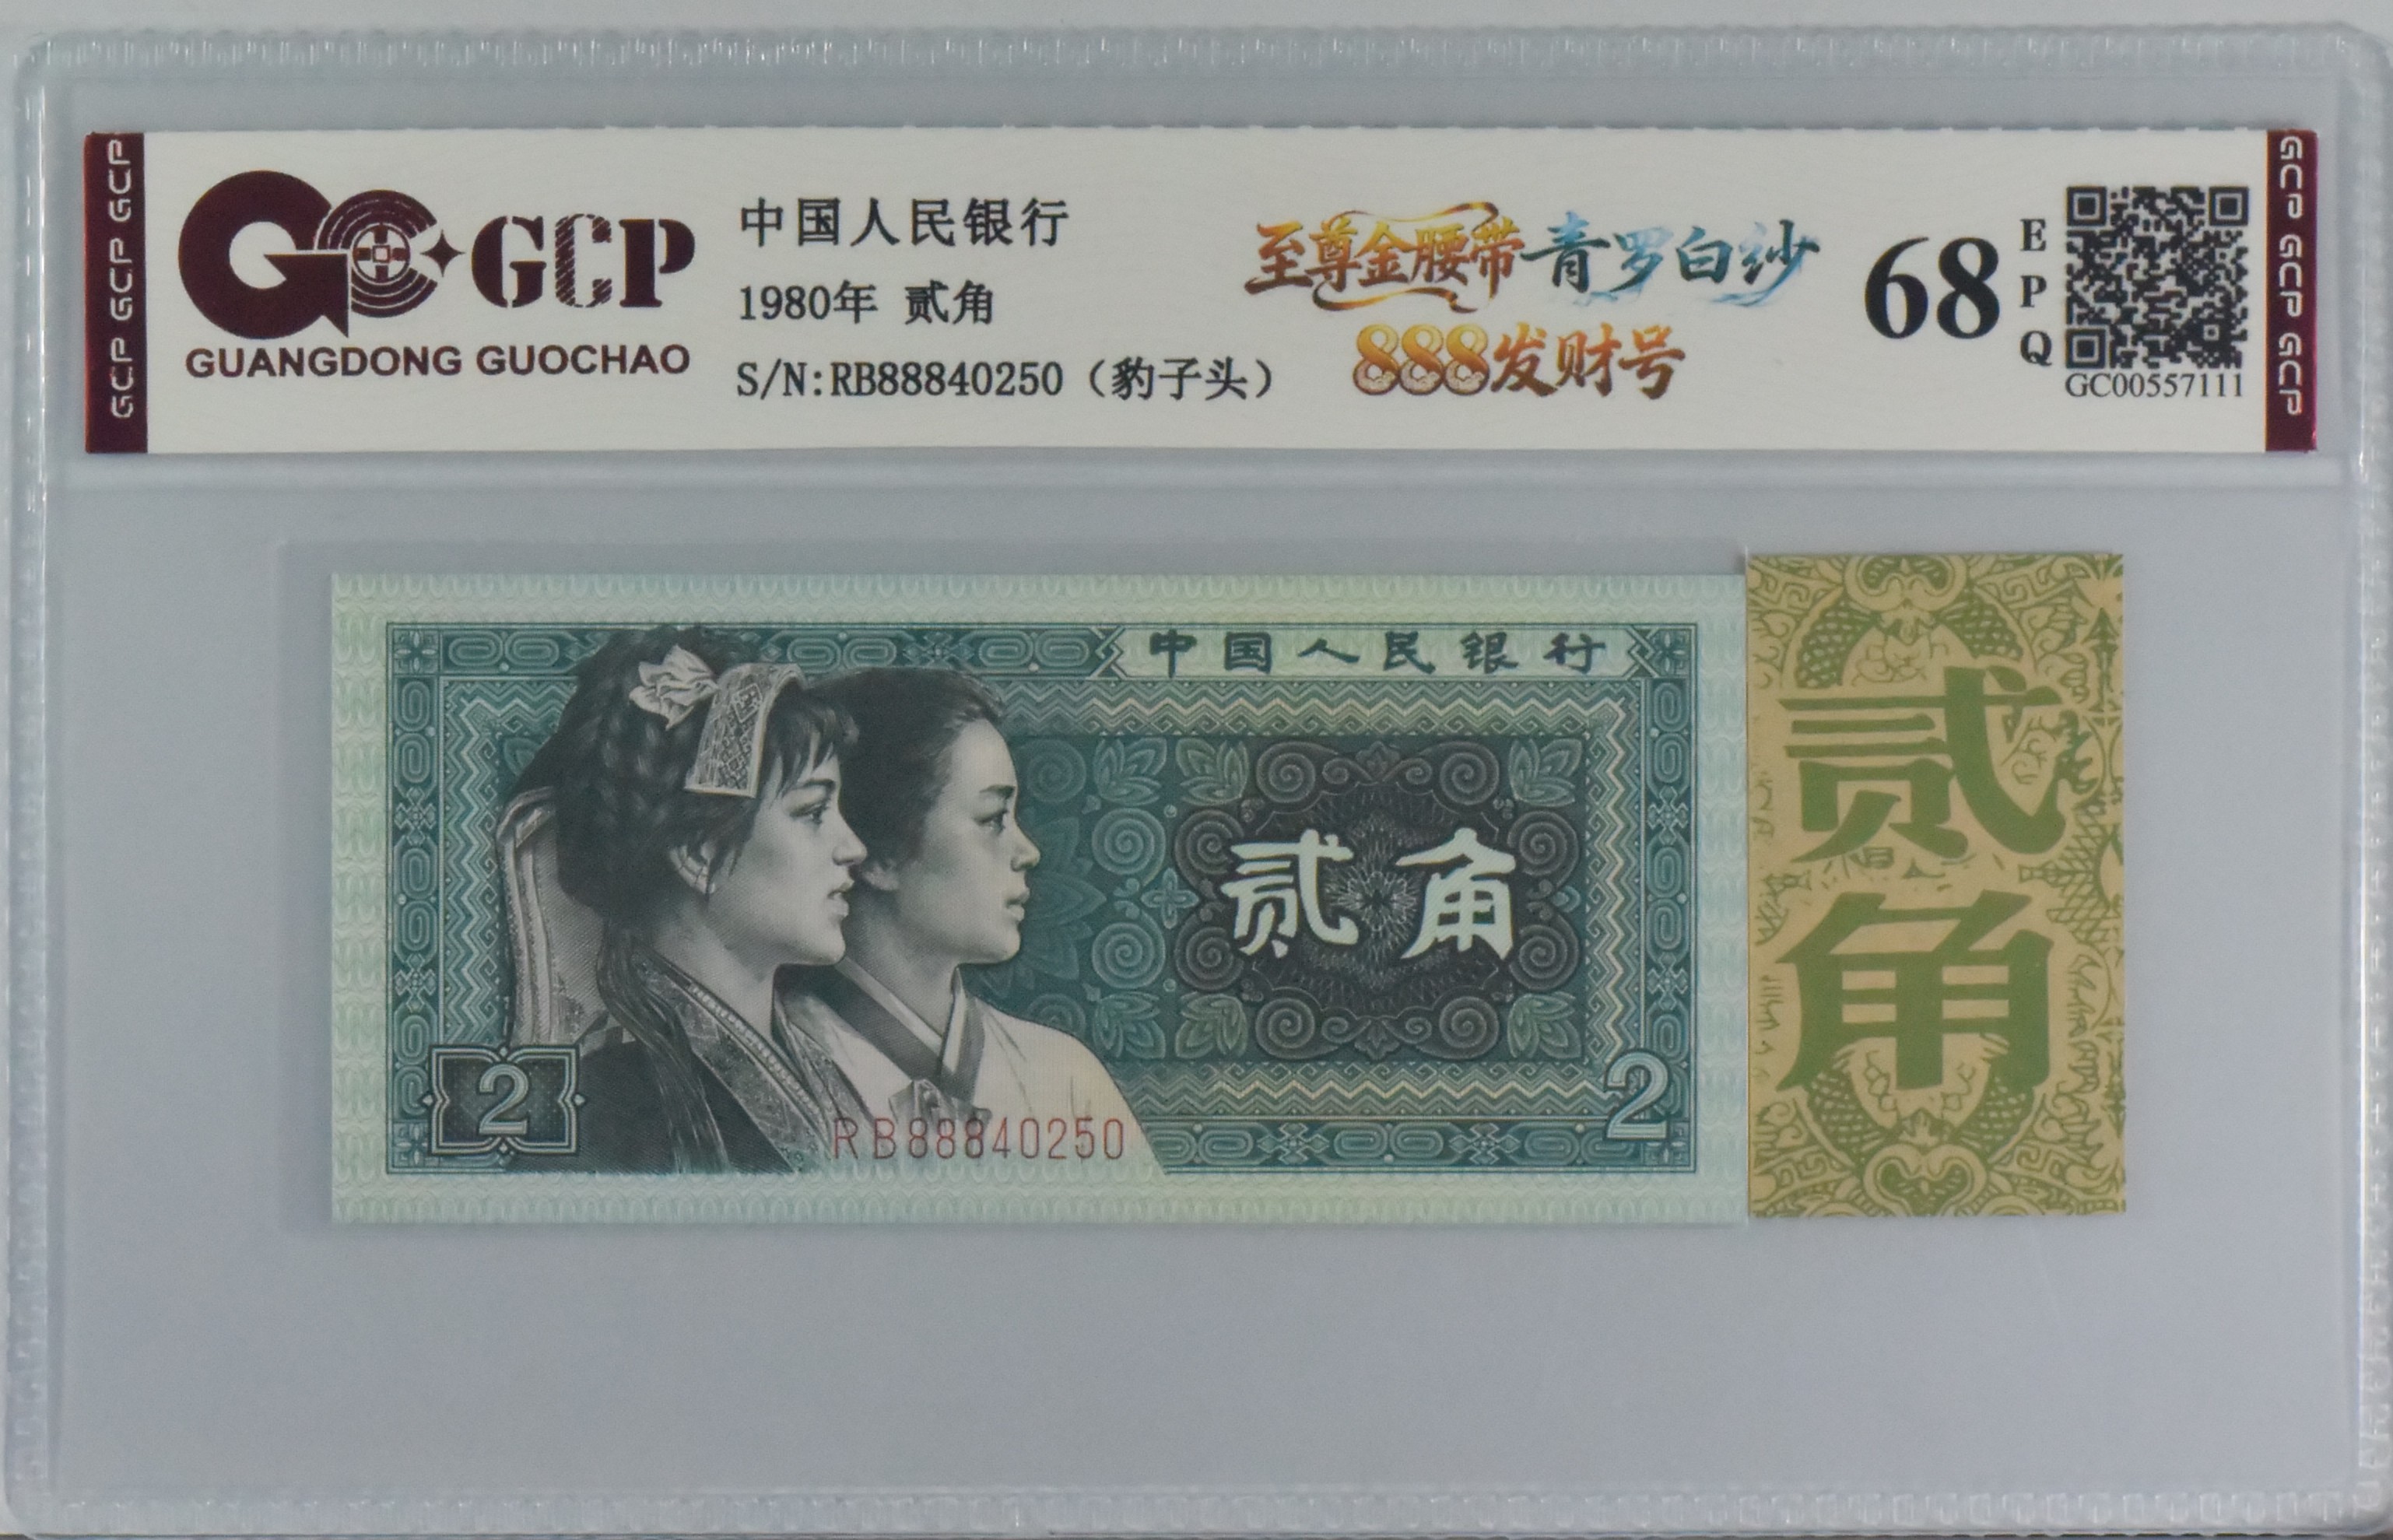 GCP GCP GCP
GCP
GUANGDONG GUOCHAO
中国人民银行
1980年 贰角
S/N:RB88840250（豹子头）
至尊金腰带青罗白纱
888发财号
68
E
P
Q
GC00557111
GCP GCP GCP
中国人民银行
贰角
2
RB88840250
2
贰
角